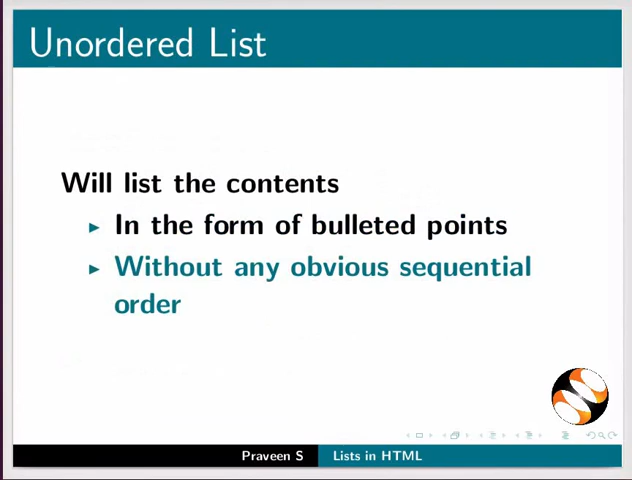 Unordered List
Will list the contents
In the form of bulleted points
Without any obvious sequential
order
Praveen S
Lists in HTML